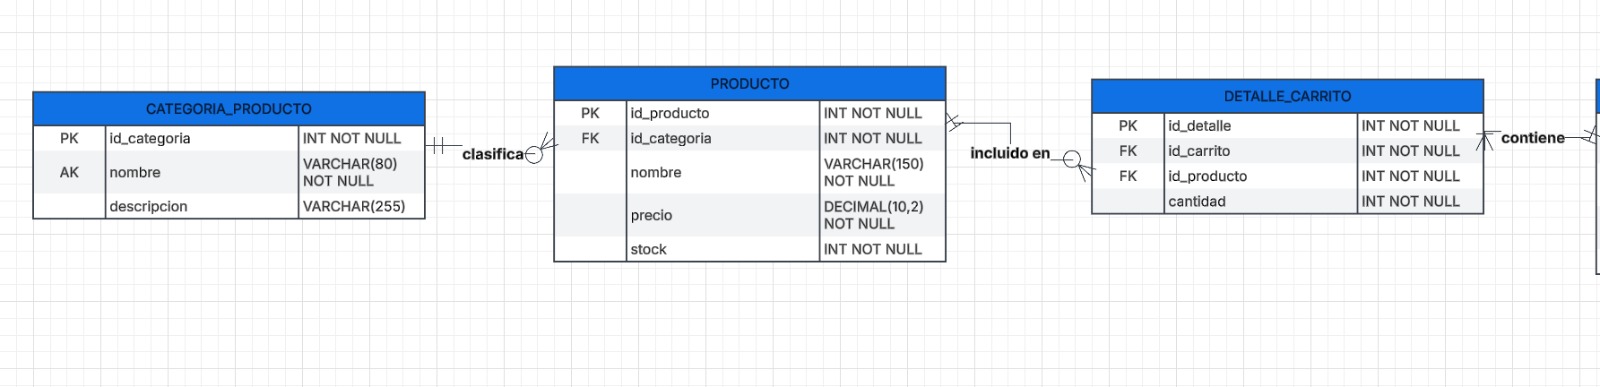 CATEGORIA_PRODUCTO
PK id_categoria INT NOT NULL
AK nombre VARCHAR(80)
NOT NULL
descripcion VARCHAR(255)
clasifica
PRODUCTO
PK id_producto INT NOT NULL
FK id_categoria INT NOT NULL
nombre VARCHAR(150)
NOT NULL
precio DECIMAL(10,2)
NOT NULL
stock INT NOT NULL
incluido en
DETALLE_CARRITO
PK id_detalle INT NOT NULL
FK id_carrito INT NOT NULL
FK id_producto INT NOT NULL
cantidad INT NOT NULL
contiene